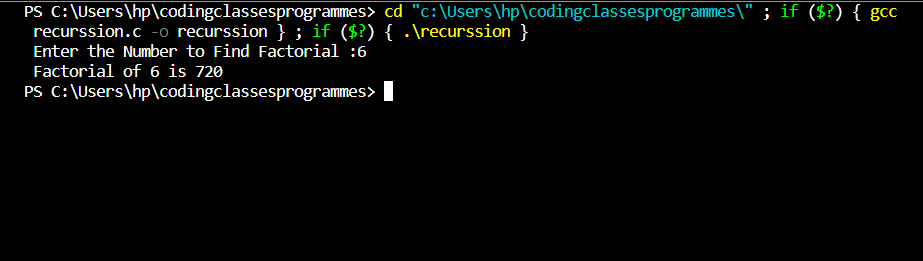 PS C:\Users\hp\codingclassesprogrammes> cd "c:\Users\hp\codingclassesprogrammes\" ; if ($?) { gcc
recurssion.c -o recurssion } ; if ($?) { .\recurssion }
Enter the Number to Find Factorial :6
Factorial of 6 is 720
PS C:\Users\hp\codingclassesprogrammes>